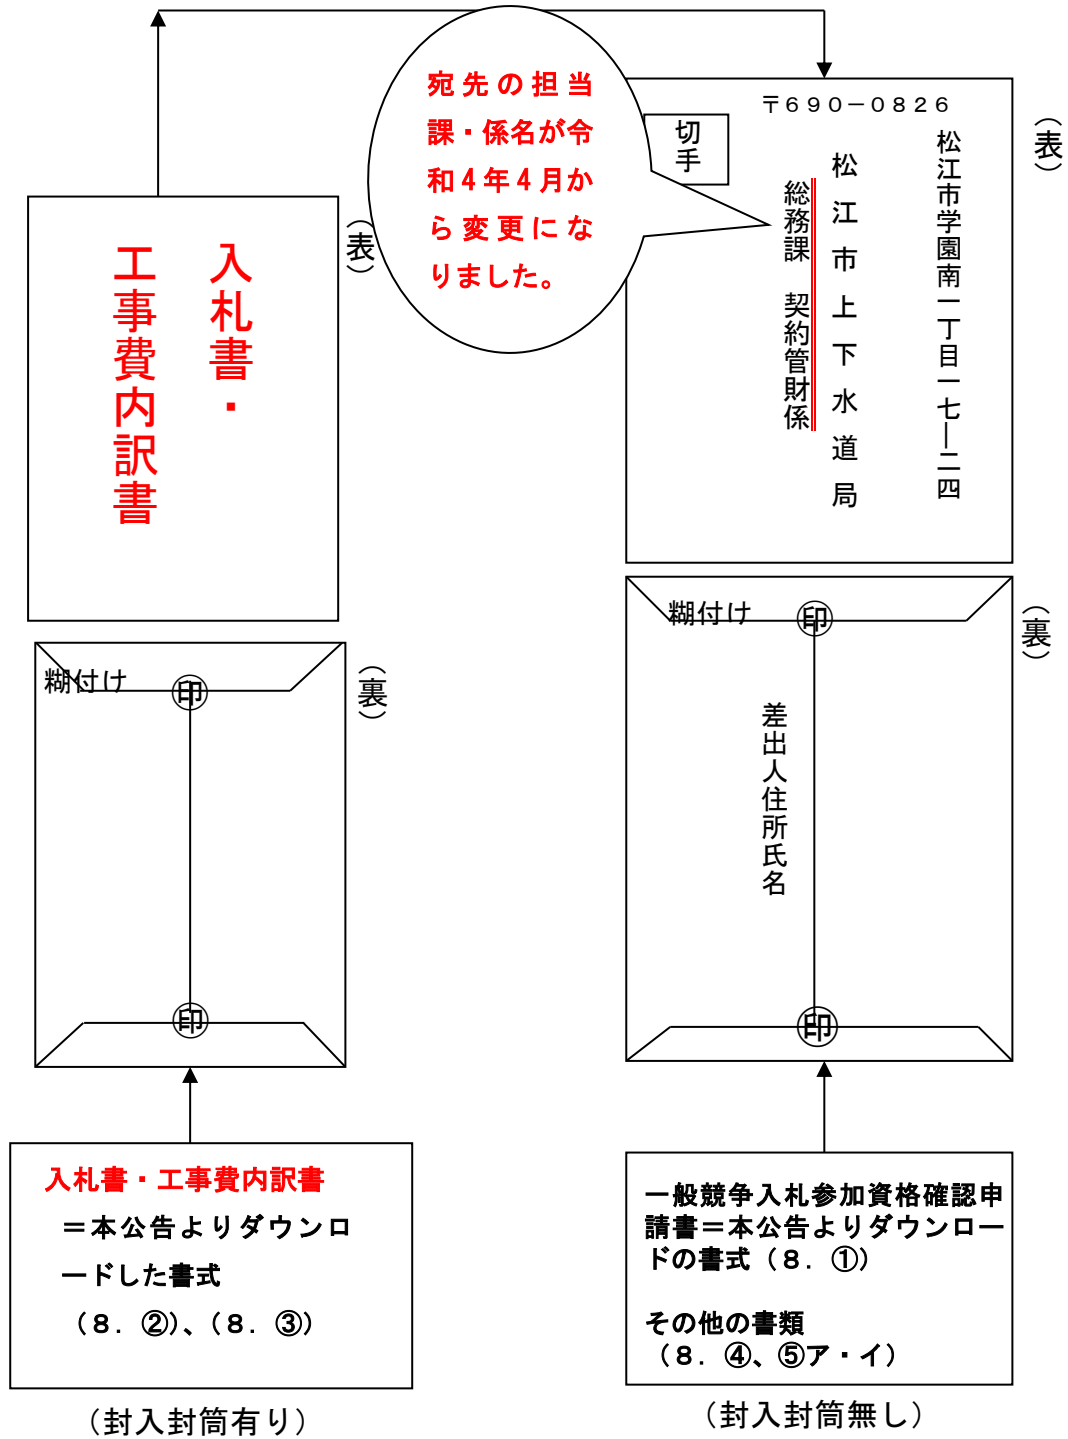 宛先の担当
課・係名が令
和4年4月か
ら変更にな
りました。
〒６９０－０８２６
松江市学園南一丁目一七―二四
松江市上下水道局
総務課　契約管財係
切手
（表）
入札書・
工事費内訳書
（表）
糊付け
印
印
（裏）
糊付け
印
差出人住所氏名
印
（裏）
入札書・工事費内訳書
＝本公告よりダウンロ
ードした書式
（８．②）、（８．③）
（封入封筒有り）
一般競争入札参加資格確認申
請書＝本公告よりダウンロー
ドの書式（８．①）
その他の書類
（８．④、⑤ア・イ）
（封入封筒無し）